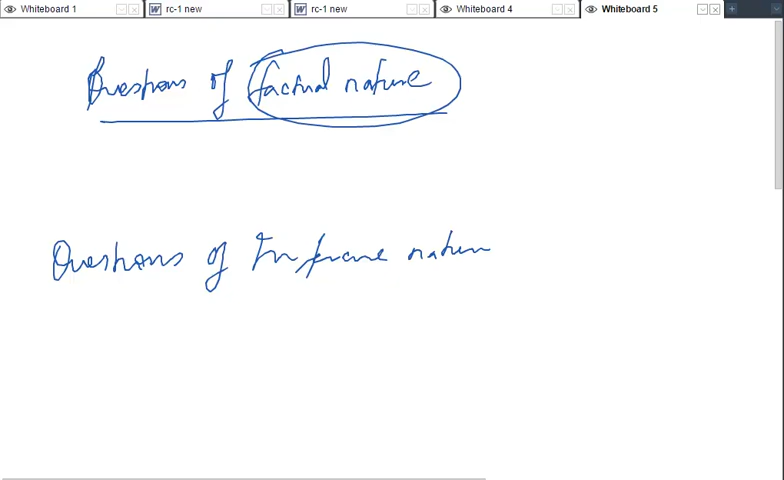 Whiteboard 1 rc-1 new rc-1 new Whiteboard 4 Whiteboard 5
Questions of factual nature
Questions of Inference nature